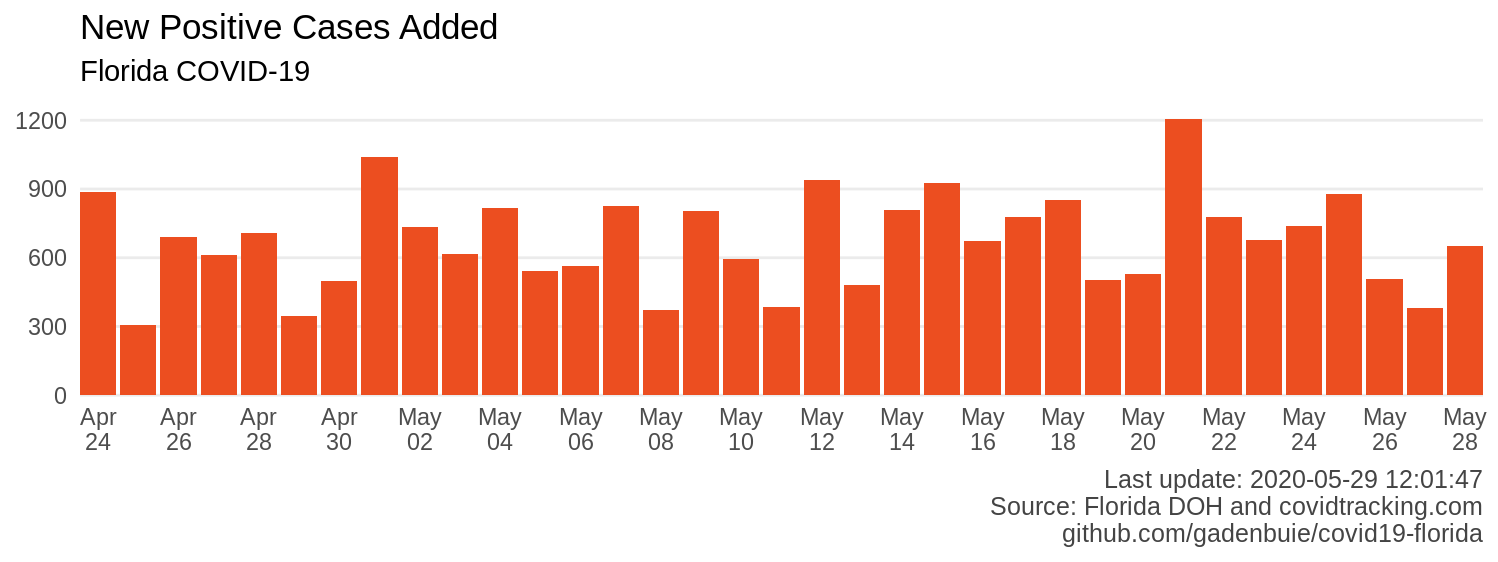 New Positive Cases Added
Florida COVID-19
1200
900
600
300
0
Apr 24
Apr 26
Apr 28
Apr 30
May 02
May 04
May 06
May 08
May 10
May 12
May 14
May 16
May 18
May 20
May 22
May 24
May 26
May 28
Last update: 2020-05-29 12:01:47
Source: Florida DOH and covidtracking.com
github.com/gadenbuie/covid19-florida